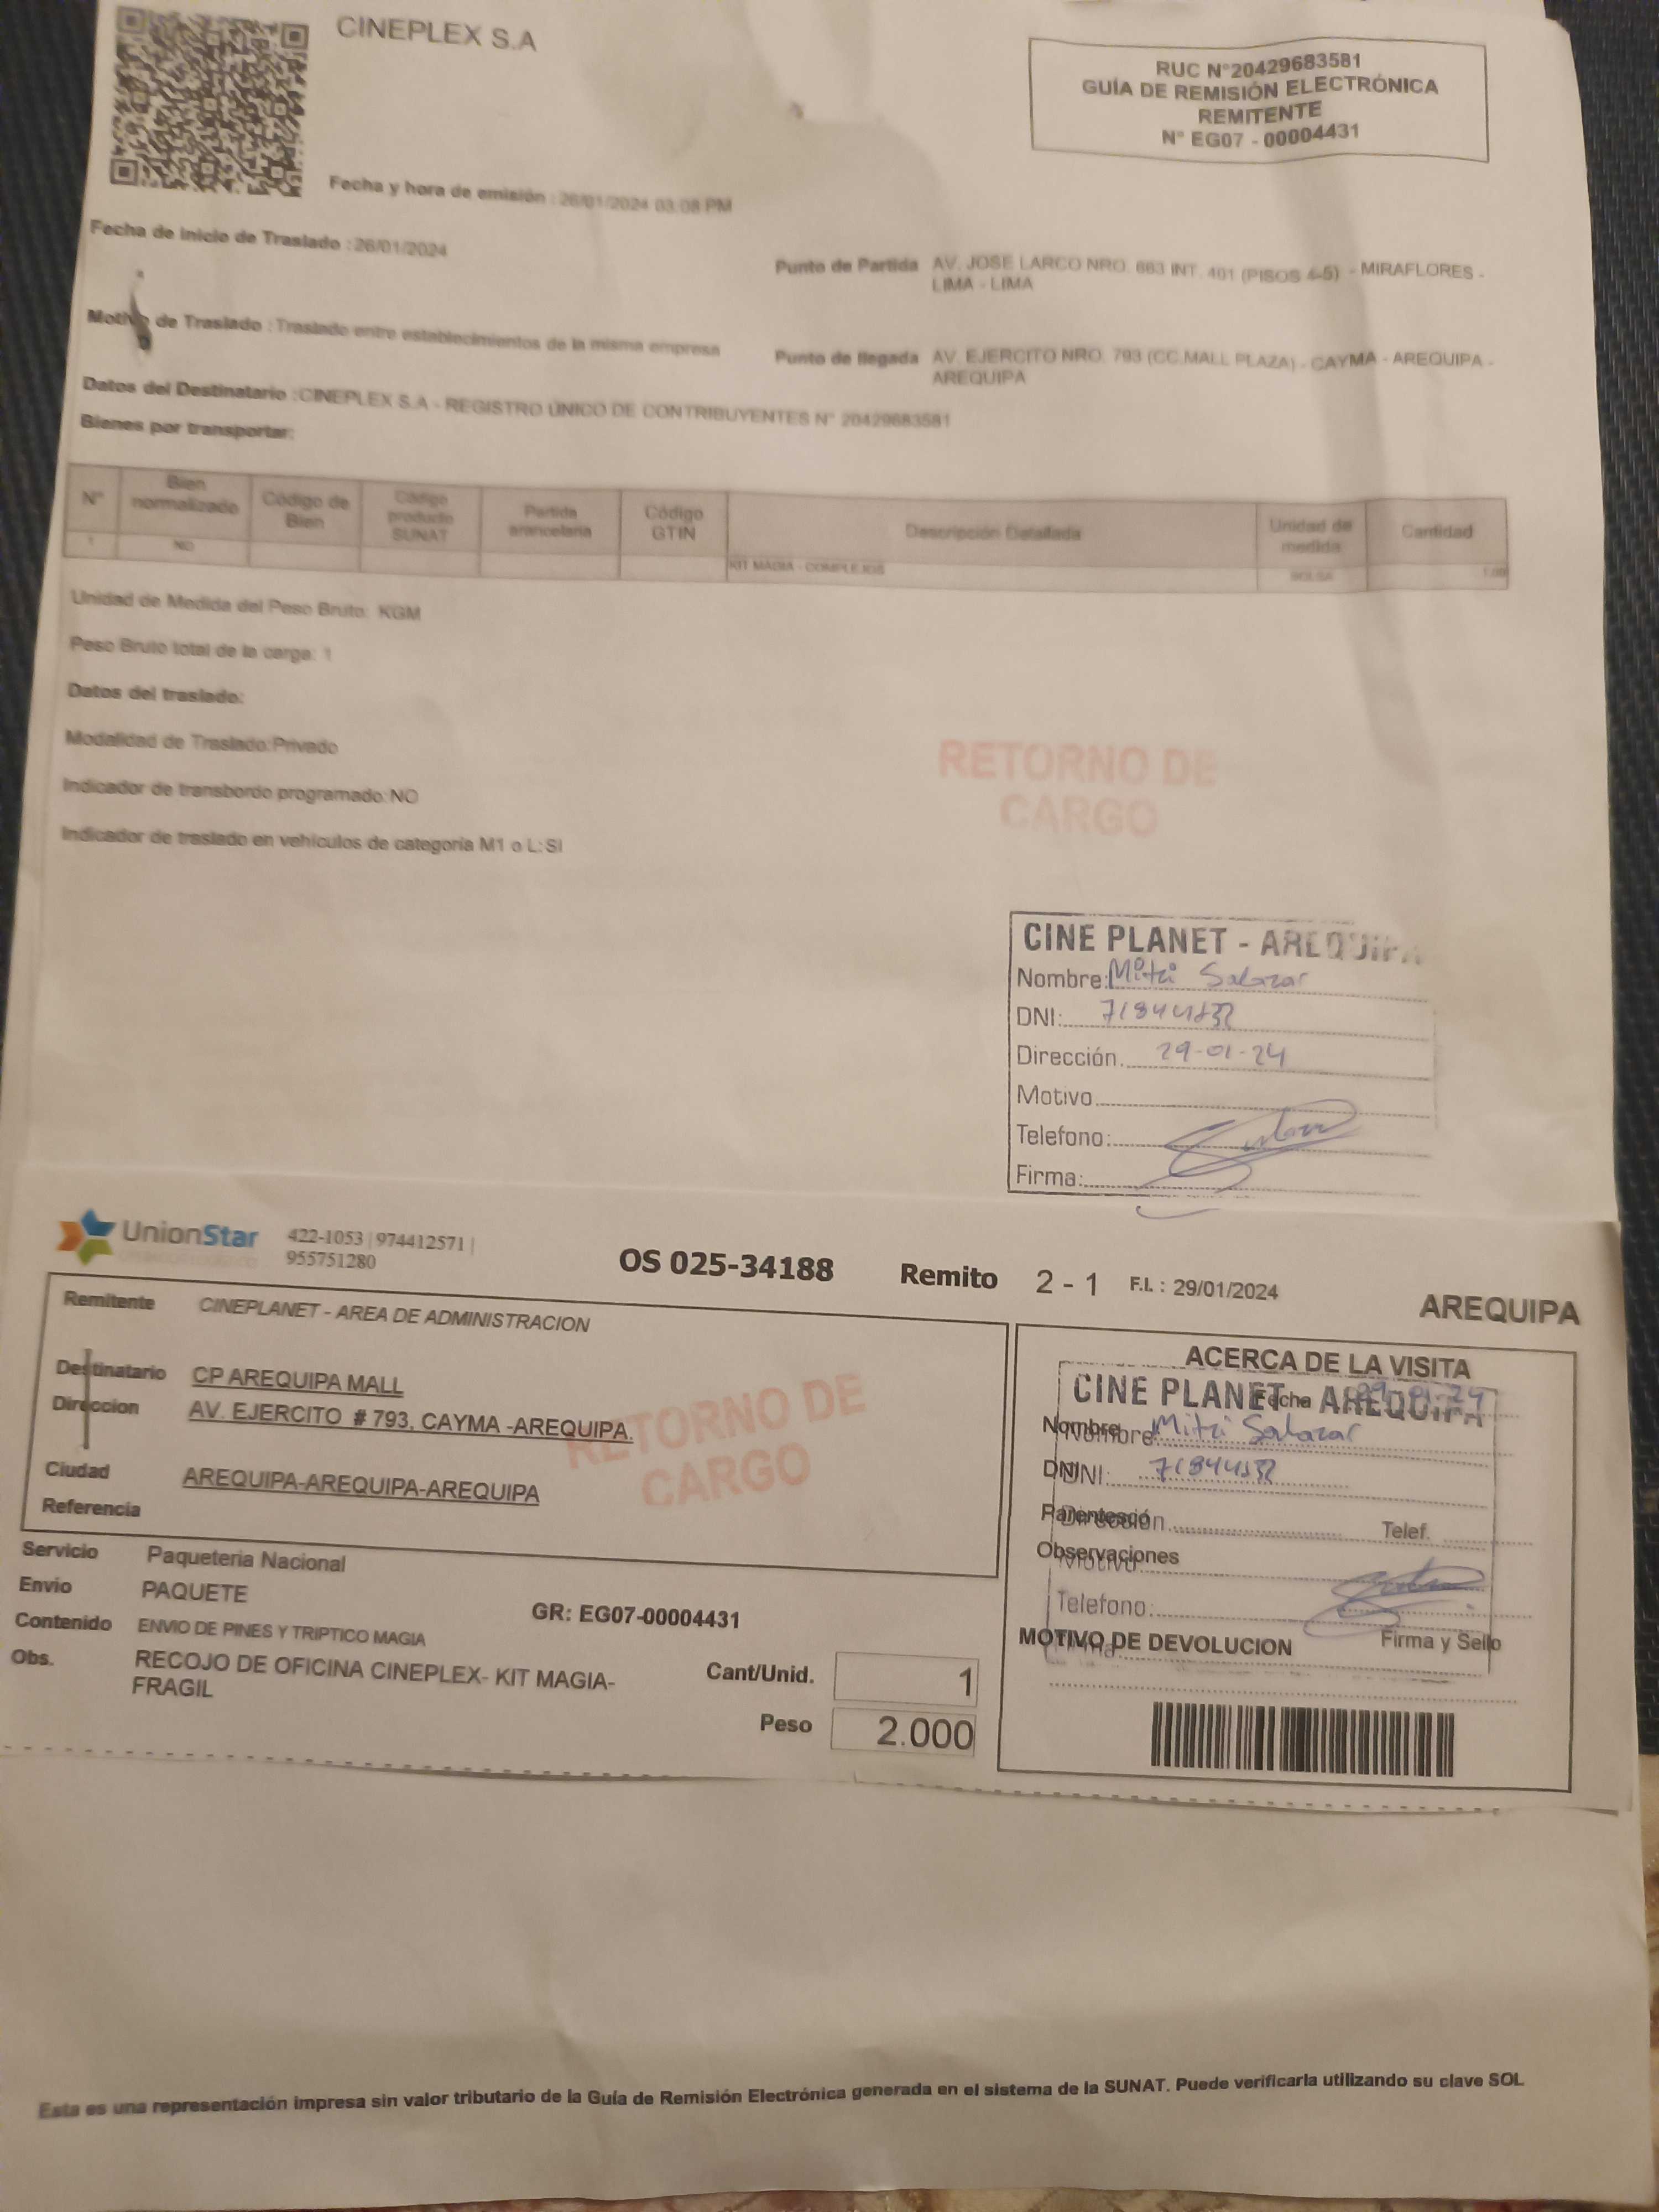 CINEPLEX S.A
RUC N°20429683581
GUÍA DE REMISIÓN ELECTRÓNICA
REMITENTE
N° EG07 - 00004431
Fecha y hora de emisión : 26/01/2024 03:08 PM
Fecha de inicio de Traslado : 26/01/2024
Punto de Partida AV. JOSE LARCO NRO. 663 INT. 401 (PISOS 4-5) - MIRAFLORES -
LIMA - LIMA
Motivo de Traslado : Traslado entre establecimientos de la misma empresa
Punto de llegada AV. EJERCITO NRO. 793 (CC.MALL PLAZA) - CAYMA - AREQUIPA -
AREQUIPA
Datos del Destinatario : CINEPLEX S.A - REGISTRO ÚNICO DE CONTRIBUYENTES N° 20429683581
Bienes por transportar:
N° Bien normalizado Código de Bien Código producto SUNAT Partida arancelaria Código GTIN Descripción Detallada Unidad de medida Cantidad
1 NO KIT MAGIA - COMPLEJOS BOLSA 1.00
Unidad de Medida del Peso Bruto: KGM
Peso Bruto total de la carga: 1
Datos del traslado:
Modalidad de Traslado: Privado
Indicador de transbordo programado: NO
Indicador de traslado en vehículos de categoría M1 o L: SI
RETORNO DE
CARGO
CINE PLANET - AREQUIPA
Nombre: Mitzi Salazar
DNI:
Dirección. 29-01-24
Motivo
Telefono:
Firma:
UnionStar
422-1053 | 974412571 |
955751280
OS 025-34188 Remito 2 - 1 F.I. : 29/01/2024
AREQUIPA
Remitente CINEPLANET - AREA DE ADMINISTRACION
Destinatario CP AREQUIPA MALL
Direccion AV. EJERCITO # 793, CAYMA -AREQUIPA.
Ciudad AREQUIPA-AREQUIPA-AREQUIPA
Referencia
RETORNO DE
CARGO
Servicio Paqueteria Nacional
Envio PAQUETE
GR: EG07-00004431
Contenido ENVIO DE PINES Y TRIPTICO MAGIA
Obs. RECOJO DE OFICINA CINEPLEX- KIT MAGIA-
FRAGIL
Cant/Unid. 1
Peso 2.000
ACERCA DE LA VISITA
CINE PLANET - AREQUIPA
Fecha
Nombre Mitzi Salazar
DNI:
Parentesco
Dirección
Telef.
Observaciones
Motivo
Telefono:
MOTIVO DE DEVOLUCION
Firma y Sello
Esta es una representación impresa sin valor tributario de la Guía de Remisión Electrónica generada en el sistema de la SUNAT. Puede verificarla utilizando su clave SOL